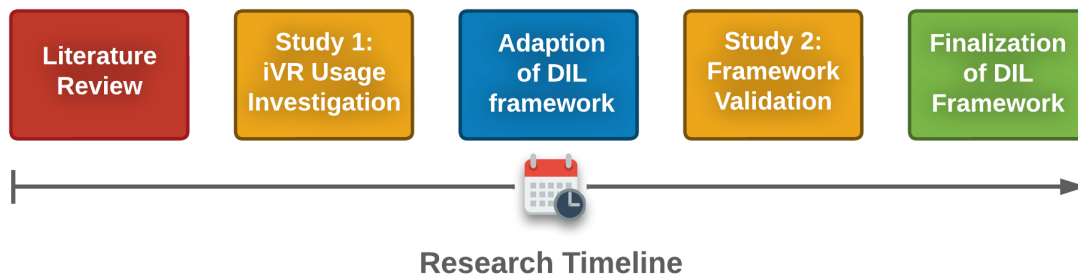 Literature
Review
Study 1:
iVR Usage
Investigation
Adaption
of DIL
framework
Study 2:
Framework
Validation
Finalization
of DIL
Framework
Research Timeline